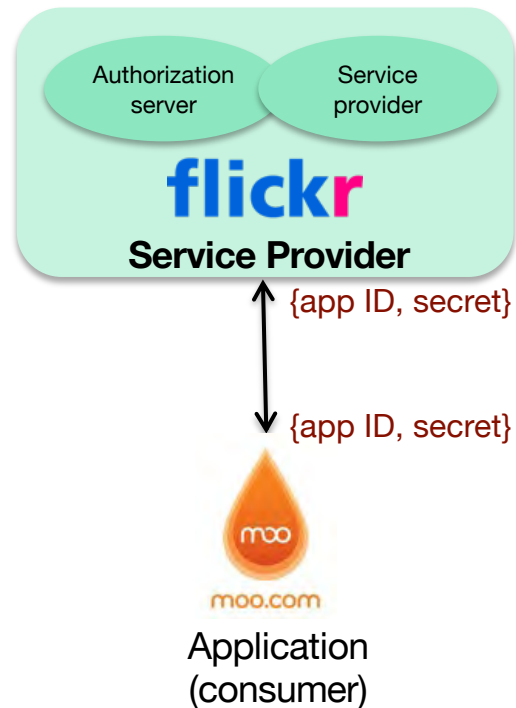 Authorization
server
Service
provider
flickr
Service Provider
{app ID, secret}
{app ID, secret}
moo
moo.com
Application
(consumer)